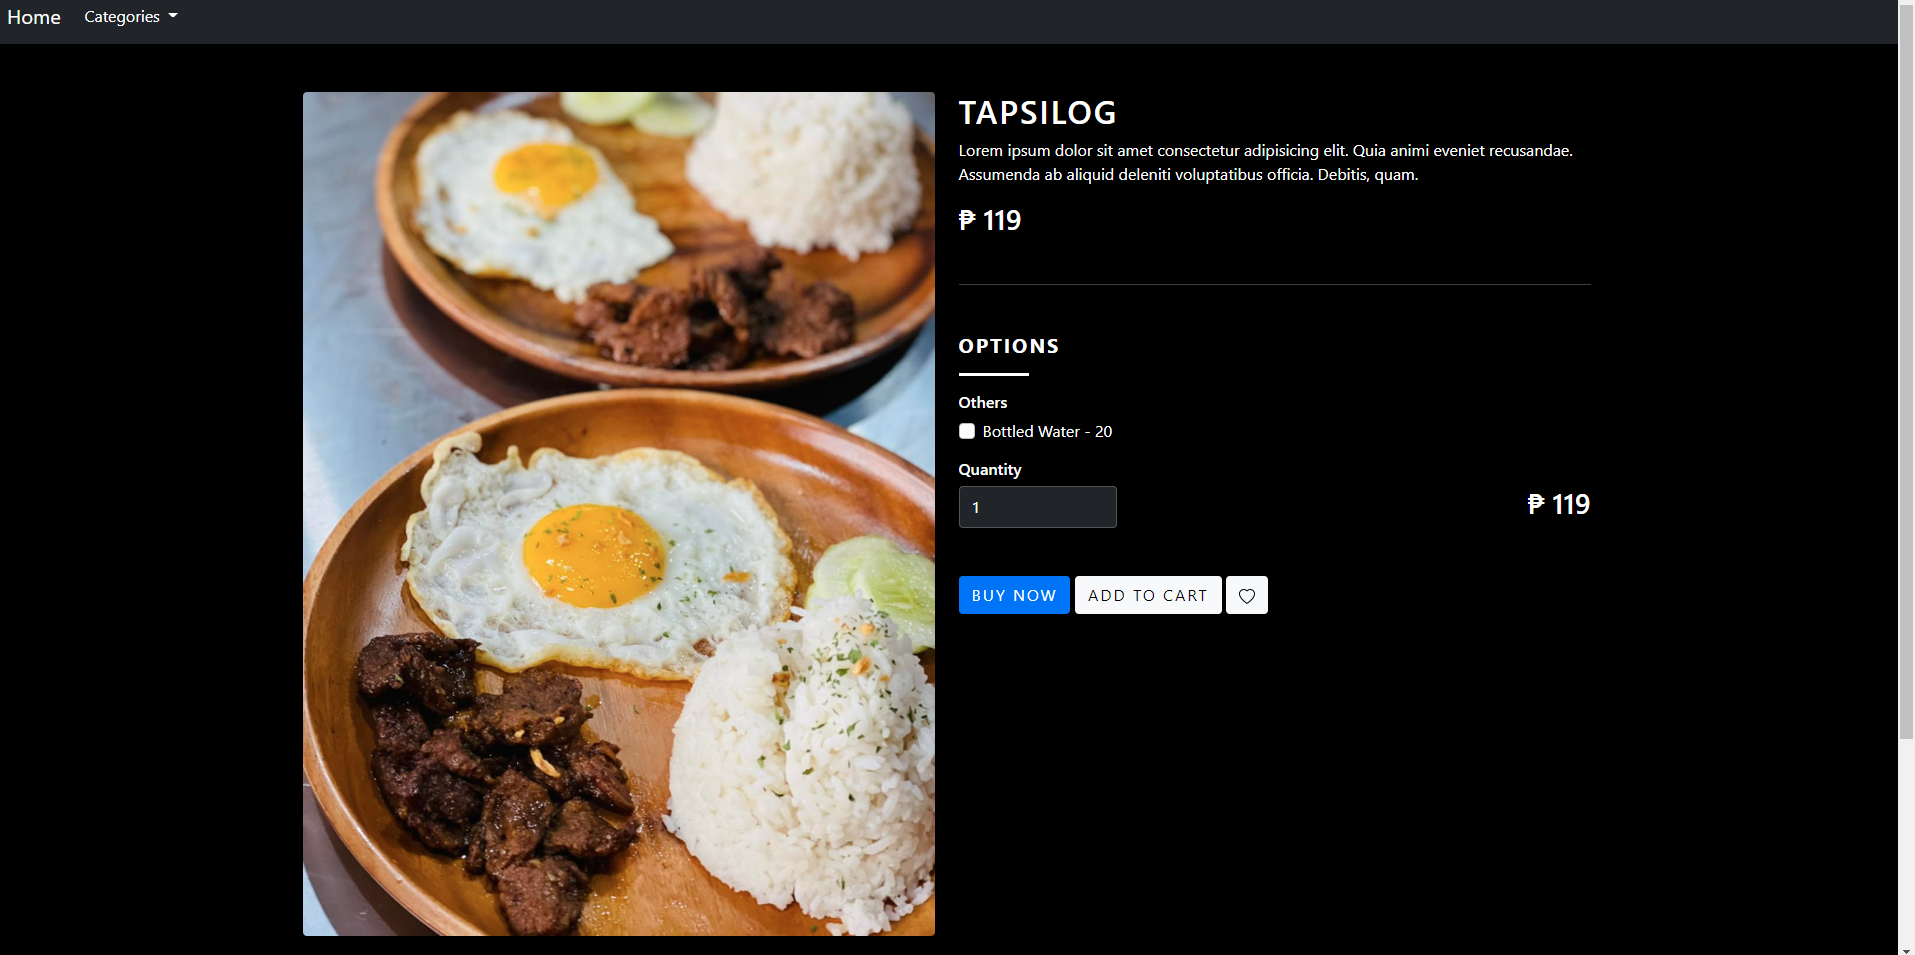 Home Categories
TAPSILOG
Lorem ipsum dolor sit amet consectetur adipisicing elit. Quia animi eveniet recusandae.
Assumenda ab aliquid deleniti voluptatibus officia. Debitis, quam.
₱ 119
OPTIONS
Others
Bottled Water - 20
Quantity
1
₱ 119
BUY NOW ADD TO CART